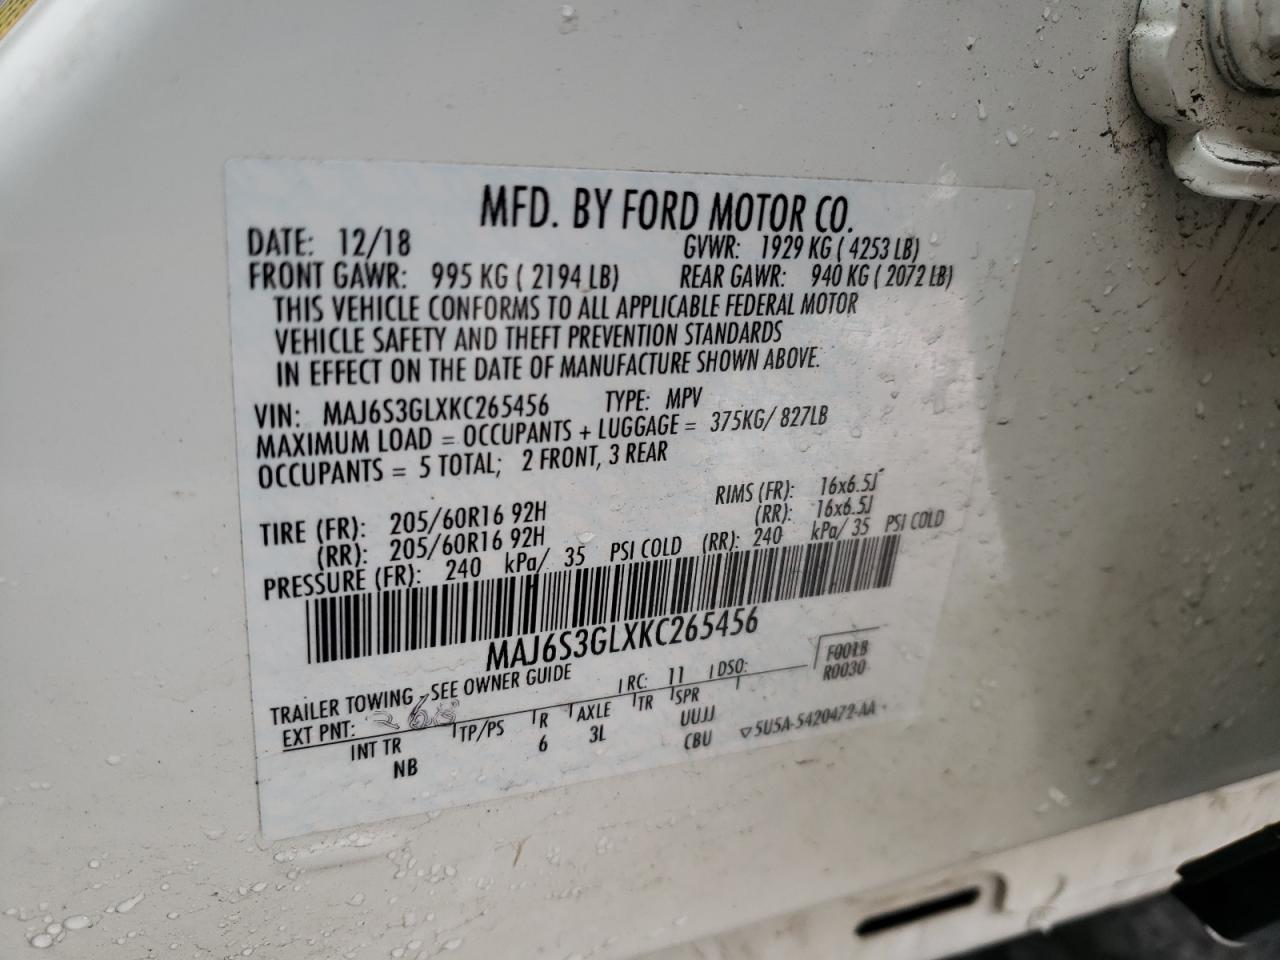 MFD. BY FORD MOTOR CO.
DATE: 12/18 GVWR: 1929 KG ( 4253 LB)
FRONT GAWR: 995 KG ( 2194 LB) REAR GAWR: 940 KG ( 2072 LB)
THIS VEHICLE CONFORMS TO ALL APPLICABLE FEDERAL MOTOR
VEHICLE SAFETY AND THEFT PREVENTION STANDARDS
IN EFFECT ON THE DATE OF MANUFACTURE SHOWN ABOVE.
VIN: MAJ6S3GLXKC265456 TYPE: MPV
MAXIMUM LOAD = OCCUPANTS + LUGGAGE = 375KG/ 827LB
OCCUPANTS = 5 TOTAL; 2 FRONT, 3 REAR
TIRE (FR): 205/60R16 92H RIMS (FR): 16x6.5J
(RR): 205/60R16 92H (RR): 16x6.5J
PRESSURE (FR): 240 kPa/ 35 PSI COLD (RR): 240 kPa/ 35 PSI COLD
MAJ6S3GLXKC265456
TRAILER TOWING - SEE OWNER GUIDE
EXT PNT: RC: 11 DSO: F0018
R0030
INT TR TP/PS R AXLE TR SPR
NB 6 3L UUJJ
CBU 5U5A-5420472-AA